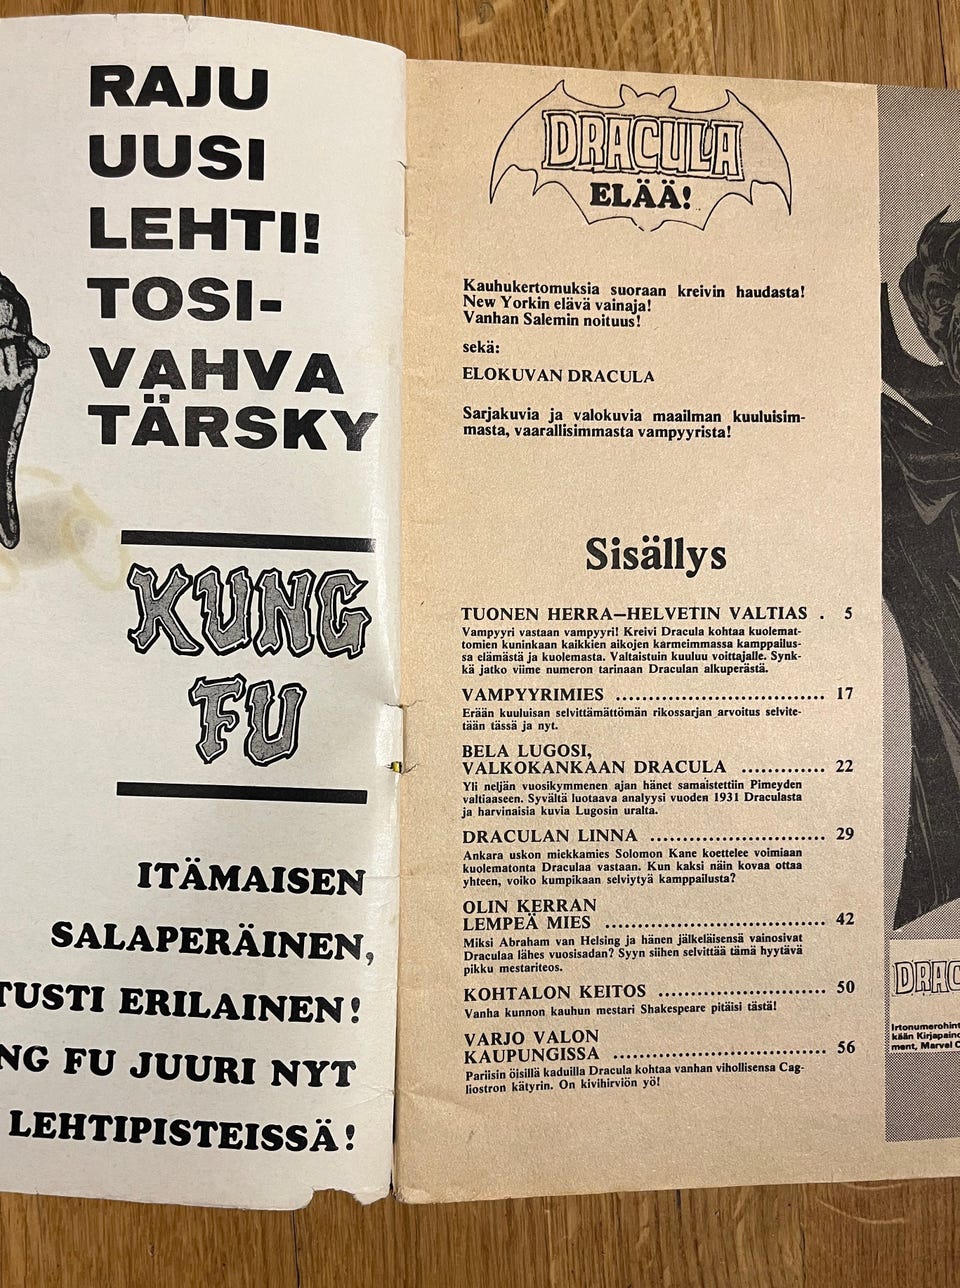 RAJU
UUSI
LEHTI!
TOSI-
VAHVA
TÄRSKY
KUNG
FU
ITÄMAISEN
SALAPERÄINEN,
TUSTI ERILAINEN!
NG FU JUURI NYT
LEHTIPISTEISSÄ!
DRACULA
ELÄÄ!
Kauhukertomuksia suoraan kreivin haudasta!
New Yorkin elävä vainaja!
Vanhan Salemin noituus!
sekä:
ELOKUVAN DRACULA
Sarjakuvia ja valokuvia maailman kuuluisim-
masta, vaarallisimmasta vampyyrista!
Sisällys
TUONEN HERRA—HELVETIN VALTIAS . 5
Vampyyri vastaan vampyyri! Kreivi Dracula kohtaa kuolemat-
tomien kuninkaan kaikkien aikojen karmeimmassa kamppailus-
sa elämästä ja kuolemasta. Valtaistuin kuuluu voittajalle. Synk-
kä jatko viime numeron tarinaan Draculan alkuperästä.
VAMPYYRIMIES .............................. 17
Erään kuuluisan selvittämättömän rikossarjan arvoitus selvite-
tään tässä ja nyt.
BELA LUGOSI,
VALKOKANKAAN DRACULA ............ 22
Yli neljän vuosikymmenen ajan hänet samaistettiin Pimeyden
valtiaaseen. Syvältä luotaava analyysi vuoden 1931 Draculasta
ja harvinaisia kuvia Lugosin uralta.
DRACULAN LINNA ......................... 29
Ankara uskon miekkamies Solomon Kane koettelee voimiaan
kuolematonta Draculaa vastaan. Kun kaksi näin kovaa ottaa
yhteen, voiko kumpikaan selviytyä kamppailusta?
OLIN KERRAN
LEMPEÄ MIES ................................ 42
Miksi Abraham van Helsing ja hänen jälkeläisensä vainosivat
Draculaa lähes vuosisadan? Syyn siihen selvittää tämä hyytävä
pikku mestariteos.
KOHTALON KEITOS ........................ 50
Vanha kunnon kauhun mestari Shakespeare pitäisi tästä!
VARJO VALON
KAUPUNGISSA ............................... 56
Pariisin öisillä kaduilla Dracula kohtaa vanhan vihollisensa Cag-
liostron kätyrin. On kivihirviön yö!
DRAC
Irtonumerohint
kään Kirjapaino
ment, Marvel C